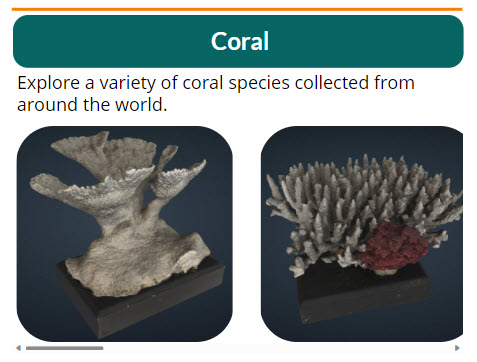 Coral
Explore a variety of coral species collected from
around the world.